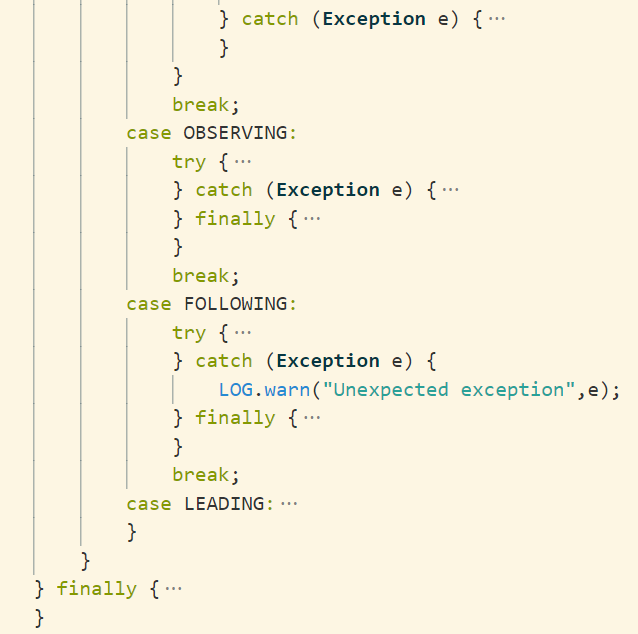 } catch (Exception e) {···
}
}
break;
case OBSERVING:
try {···
} catch (Exception e) {···
} finally {···
}
break;
case FOLLOWING:
try {···
} catch (Exception e) {
LOG.warn("Unexpected exception",e);
} finally {···
}
break;
case LEADING:···
}
}
} finally {···
}